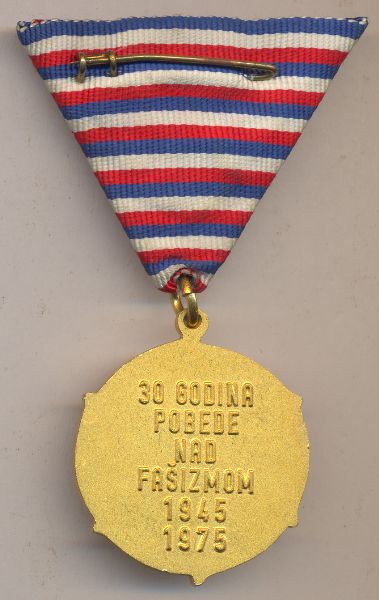 30 GODINA
POBEDE
NAD
FAŠIZMOM
1945
1975